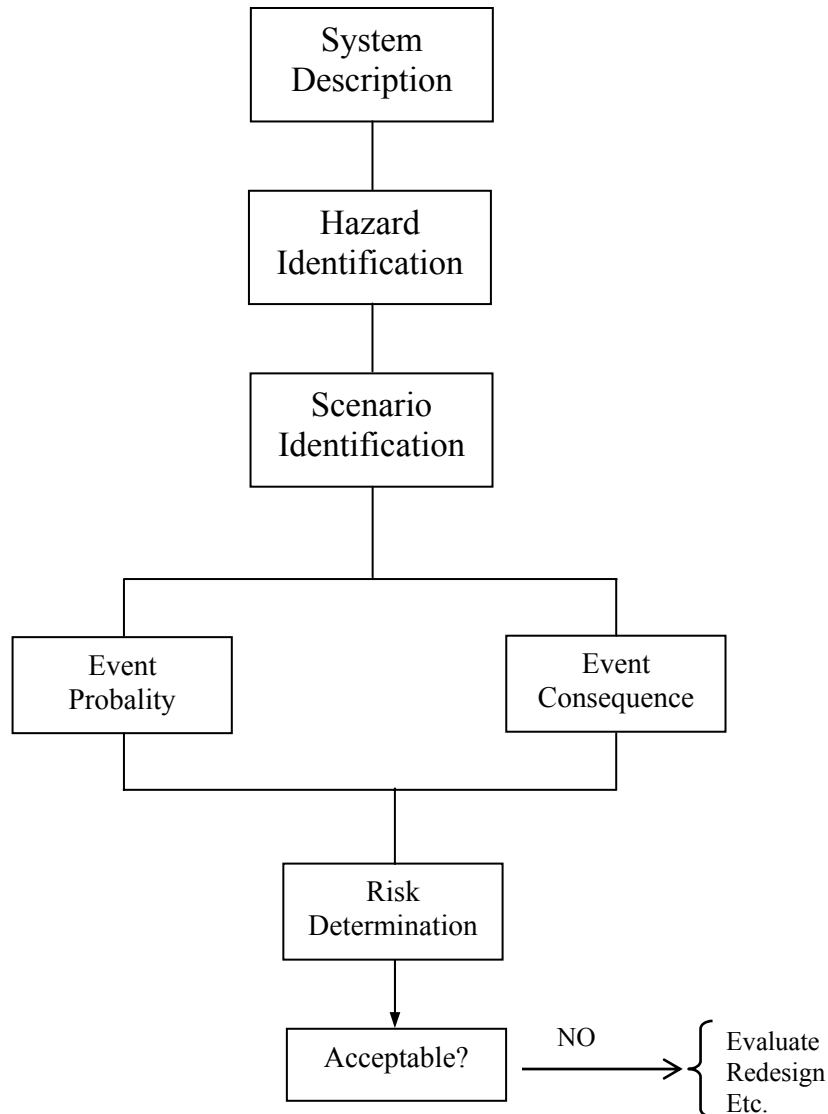 System
Description
Hazard
Identification
Scenario
Identification
Event
Probality
Event
Consequence
Risk
Determination
Acceptable?
NO
Evaluate
Redesign
Etc.